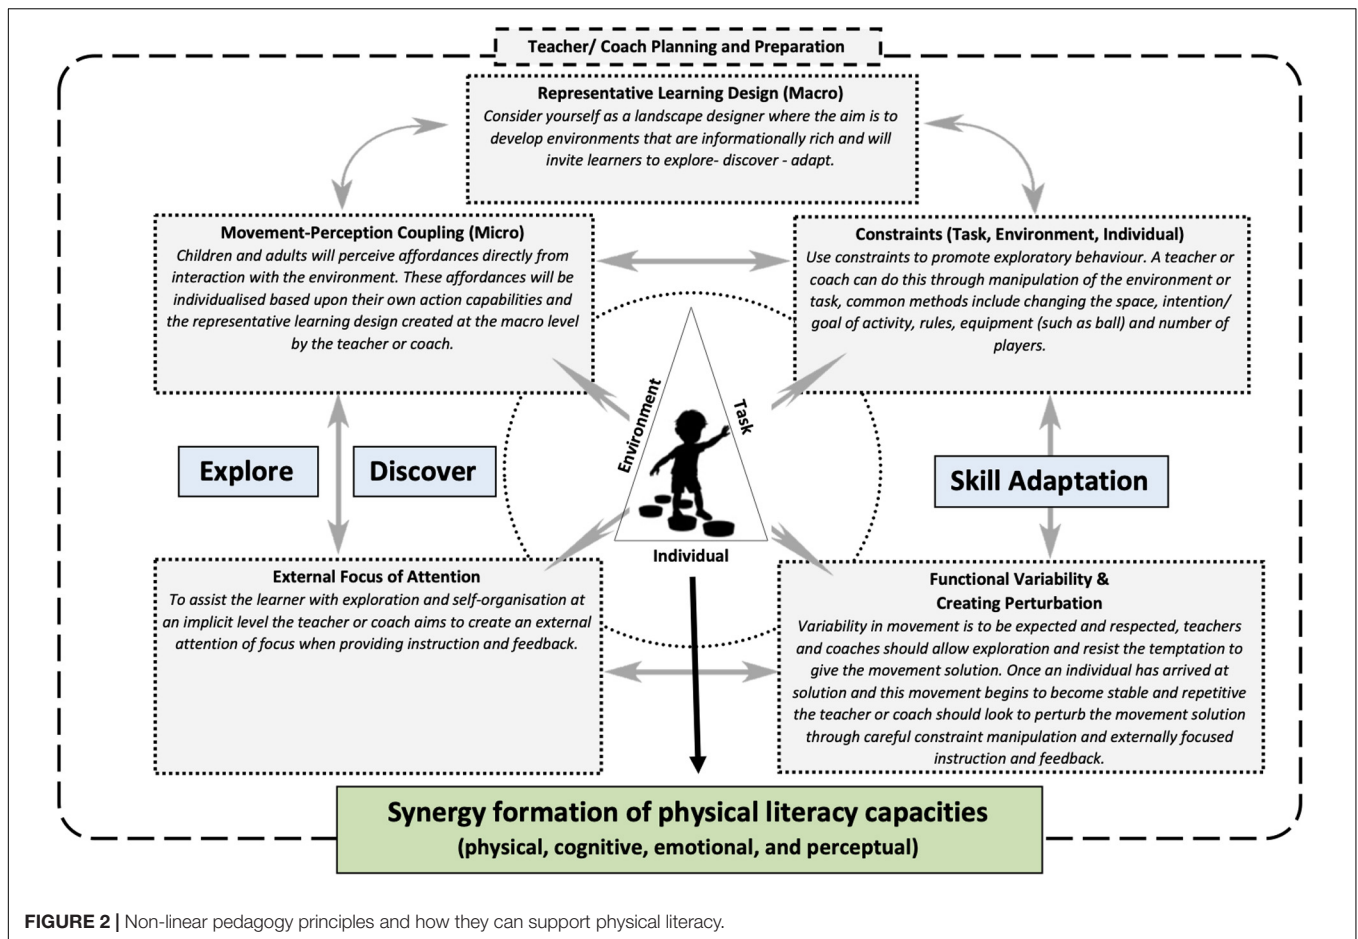 Teacher/ Coach Planning and Preparation
Representative Learning Design (Macro)
Consider yourself as a landscape designer where the aim is to
develop environments that are informationally rich and will
invite learners to explore- discover - adapt.
Movement-Perception Coupling (Micro)
Children and adults will perceive affordances directly from
interaction with the environment. These affordances will be
individualised based upon their own action capabilities and
the representative learning design created at the macro level
by the teacher or coach.
Constraints (Task, Environment, Individual)
Use constraints to promote exploratory behaviour. A teacher or
coach can do this through manipulation of the environment or
task, common methods include changing the space, intention/
goal of activity, rules, equipment (such as ball) and number of
players.
Environment
Task
Individual
Explore
Discover
Skill Adaptation
External Focus of Attention
To assist the learner with exploration and self-organisation at
an implicit level the teacher or coach aims to create an external
attention of focus when providing instruction and feedback.
Functional Variability &
Creating Perturbation
Variability in movement is to be expected and respected, teachers
and coaches should allow exploration and resist the temptation to
give the movement solution. Once an individual has arrived at
solution and this movement begins to become stable and repetitive
the teacher or coach should look to perturb the movement solution
through careful constraint manipulation and externally focused
instruction and feedback.
Synergy formation of physical literacy capacities
(physical, cognitive, emotional, and perceptual)
FIGURE 2 | Non-linear pedagogy principles and how they can support physical literacy.